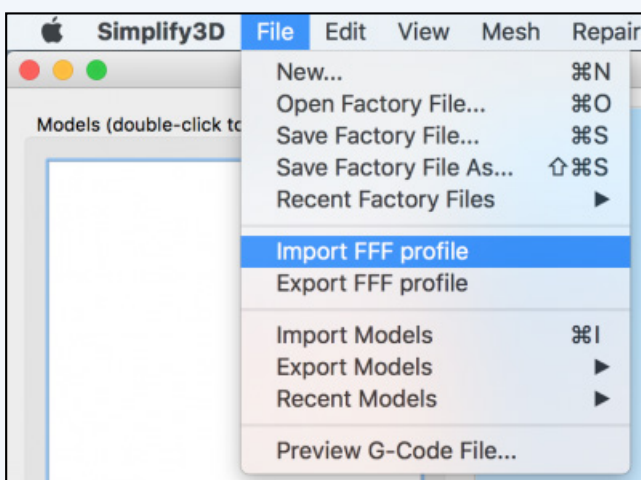 Simplify3D File Edit View Mesh Repair
Models (double-click to
New... ⌘N
Open Factory File... ⌘O
Save Factory File... ⌘S
Save Factory File As... ⇧⌘S
Recent Factory Files ▶
Import FFF profile
Export FFF profile
Import Models ⌘I
Export Models ▶
Recent Models ▶
Preview G-Code File...